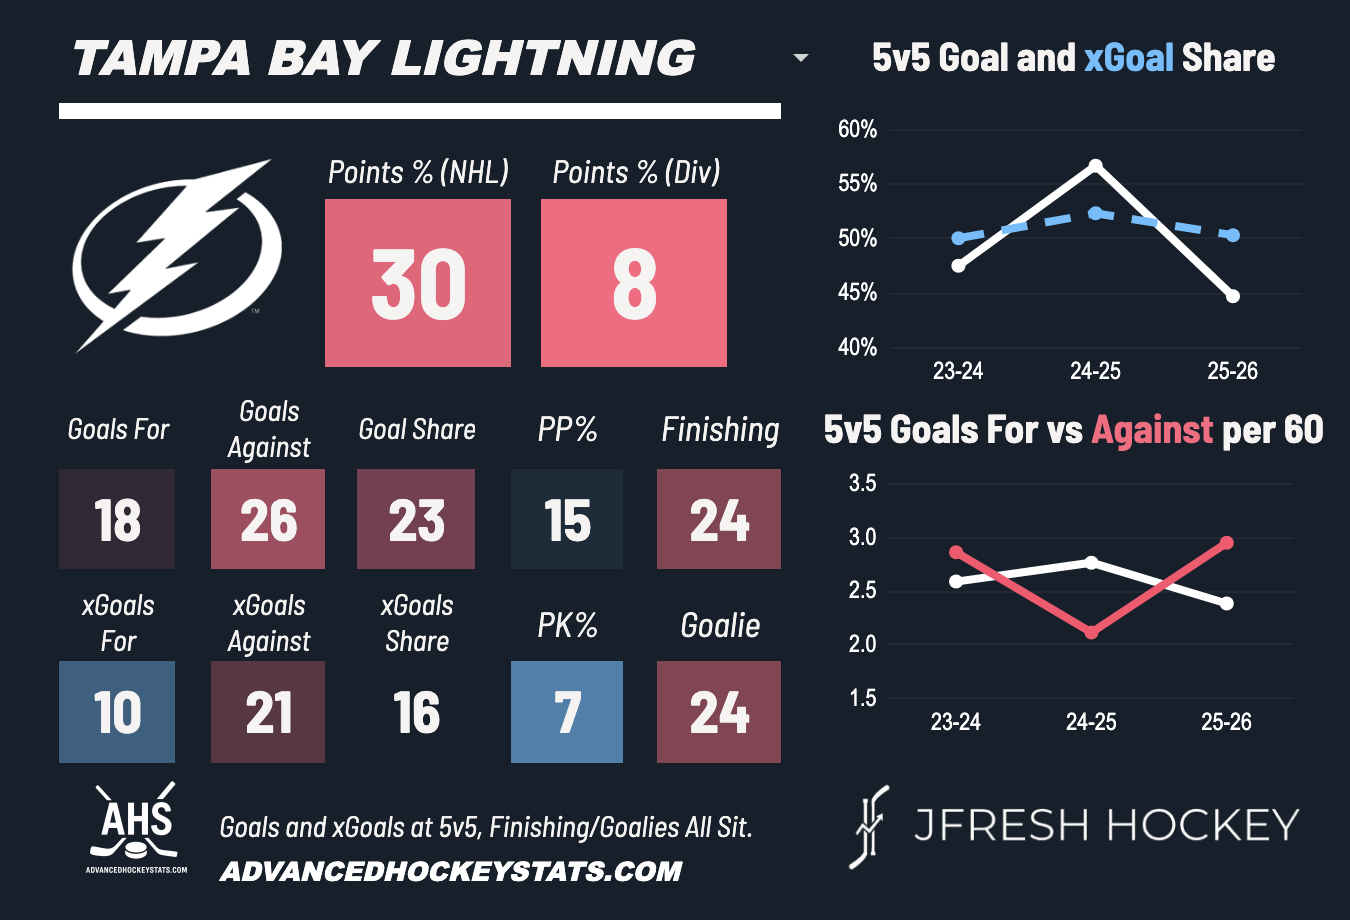 TAMPA BAY LIGHTNING
Points % (NHL)
Points % (Div)
30
8
TM
Goals For
Goals
Against
Goal Share
PP%
Finishing
18
26
23
15
24
xGoals
For
xGoals
Against
xGoals
Share
PK%
Goalie
10
21
16
7
24
AHS
ADVANCEDHOCKEYSTATS.COM
Goals and xGoals at 5v5, Finishing/Goalies All Sit.
ADVANCEDHOCKEYSTATS.COM
5v5 Goal and xGoal Share
60%
55%
50%
45%
40%
23-24
24-25
25-26
5v5 Goals For vs Against per 60
3.5
3.0
2.5
2.0
1.5
23-24
24-25
25-26
JFRESH HOCKEY